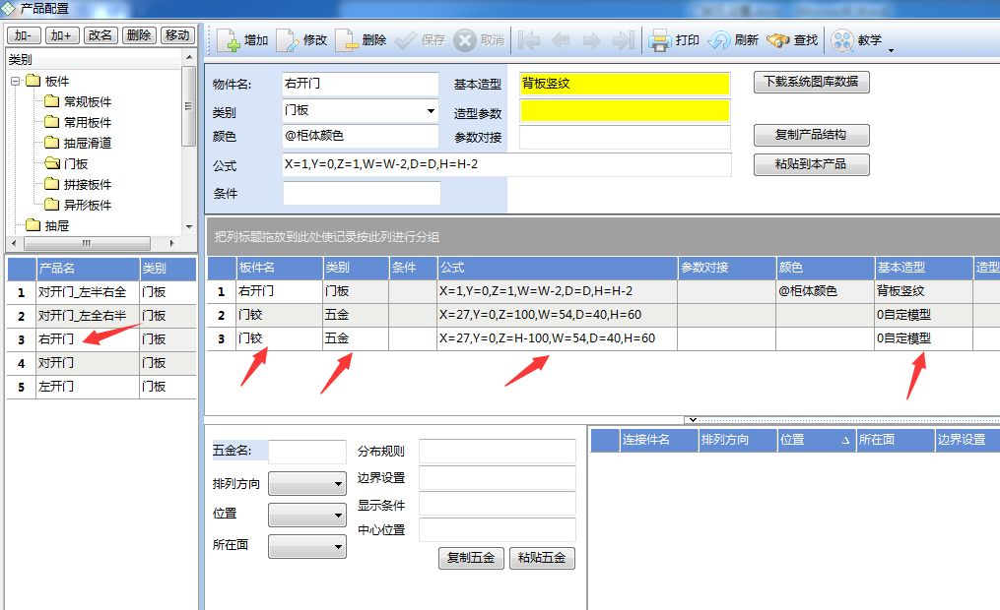 产品配置
加- 加+ 改名 删除 移动
增加 修改 删除 保存 取消 打印 刷新 查找 教学
类别
板件
常规板件
常用板件
抽屉滑道
门板
拼接板件
异形板件
抽屉
物件名: 右开门 基本造型 背板竖纹 下载系统图库数据
类别 门板 造型参数
颜色 @柜体颜色 参数对接 复制产品结构
公式 X=1,Y=0,Z=1,W=W-2,D=D,H=H-2 粘贴到本产品
条件
把列标题拖放到此处使记录按此列进行分组
产品名 类别
1 对开门_左半右全 门板
2 对开门_左全右半 门板
3 右开门 门板
4 对开门 门板
5 左开门 门板
板件名 类别 条件 公式 参数对接 颜色 基本造型 造型
1 右开门 门板 X=1,Y=0,Z=1,W=W-2,D=D,H=H-2 @柜体颜色 背板竖纹
2 门铰 五金 X=27,Y=0,Z=100,W=54,D=40,H=60 0自定模型
3 门铰 五金 X=27,Y=0,Z=H-100,W=54,D=40,H=60 0自定模型
五金名: 分布规则
排列方向 边界设置
位置 显示条件
所在面 中心位置
复制五金 粘贴五金
连接件名 排列方向 位置 所在面 边界设置